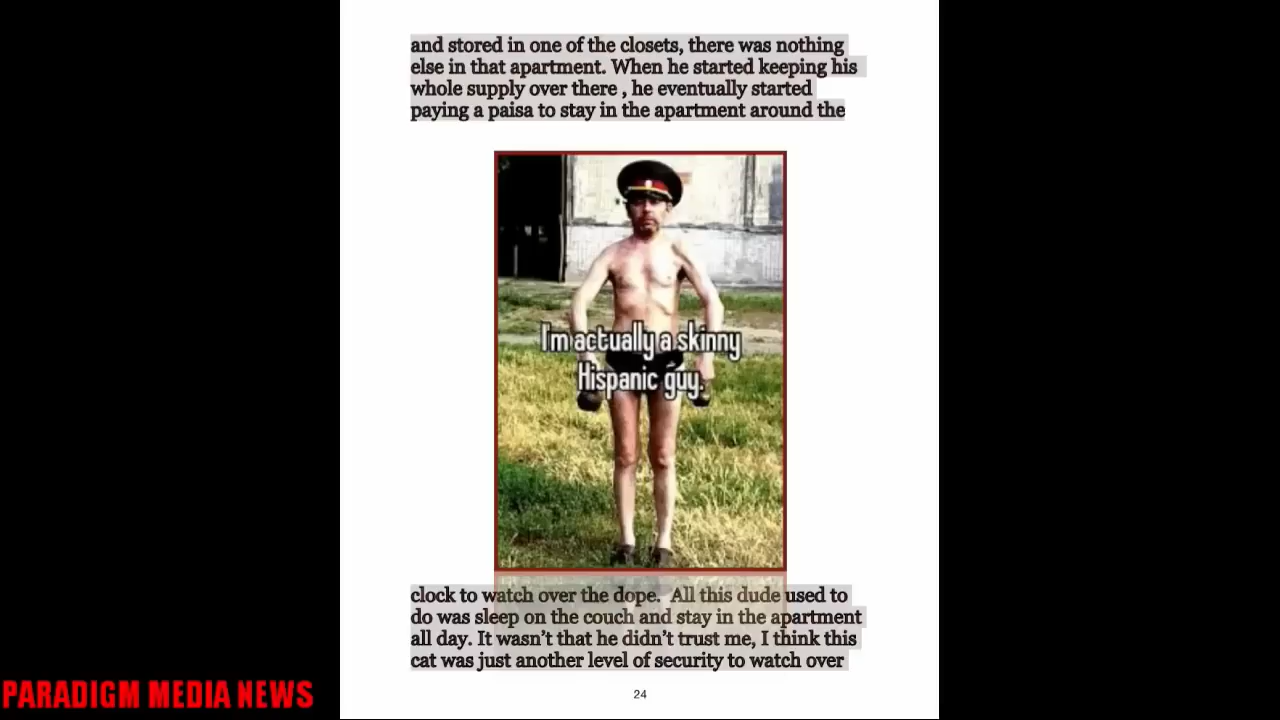 and stored in one of the closets, there was nothing
else in that apartment. When he started keeping his
whole supply over there , he eventually started
paying a paisa to stay in the apartment around the
I'm actually a skinny
Hispanic guy.
clock to watch over the dope.  All this dude used to
do was sleep on the couch and stay in the apartment
all day. It wasn't that he didn't trust me, I think this
cat was just another level of security to watch over
24
PARADIGM MEDIA NEWS